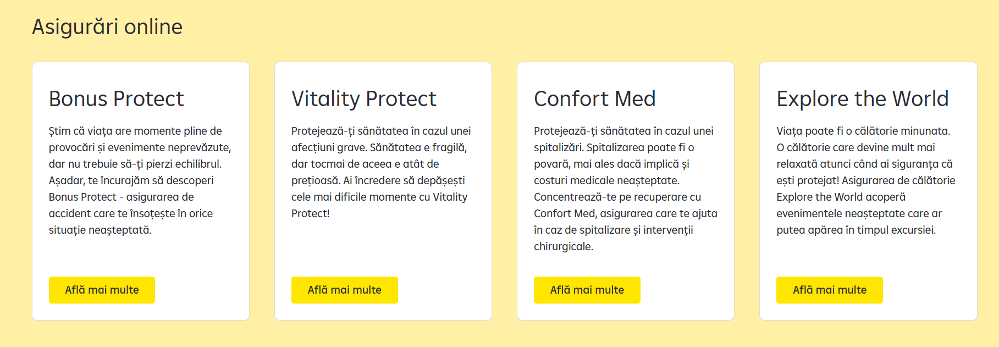 Asigurări online
Bonus Protect
Știm că viața are momente pline de
provocări și evenimente neprevăzute,
dar nu trebuie să-ți pierzi echilibrul.
Așadar, te încurajăm să descoperi
Bonus Protect - asigurarea de
accident care te însoțește în orice
situație neașteptată.
Află mai multe
Vitality Protect
Protejează-ți sănătatea în cazul unei
afecțiuni grave. Sănătatea e fragilă,
dar tocmai de aceea e atât de
prețioasă. Ai încredere să depășești
cele mai dificile momente cu Vitality
Protect!
Află mai multe
Confort Med
Protejează-ți sănătatea în cazul unei
spitalizări. Spitalizarea poate fi o
povară, mai ales dacă implică și
costuri medicale neașteptate.
Concentrează-te pe recuperare cu
Confort Med, asigurarea care te ajuta
în caz de spitalizare și intervenții
chirurgicale.
Află mai multe
Explore the World
Viața poate fi o călătorie minunata.
O călătorie care devine mult mai
relaxată atunci când ai siguranța că
ești protejat! Asigurarea de călătorie
Explore the World acoperă
evenimentele neașteptate care ar
putea apărea în timpul excursiei.
Află mai multe